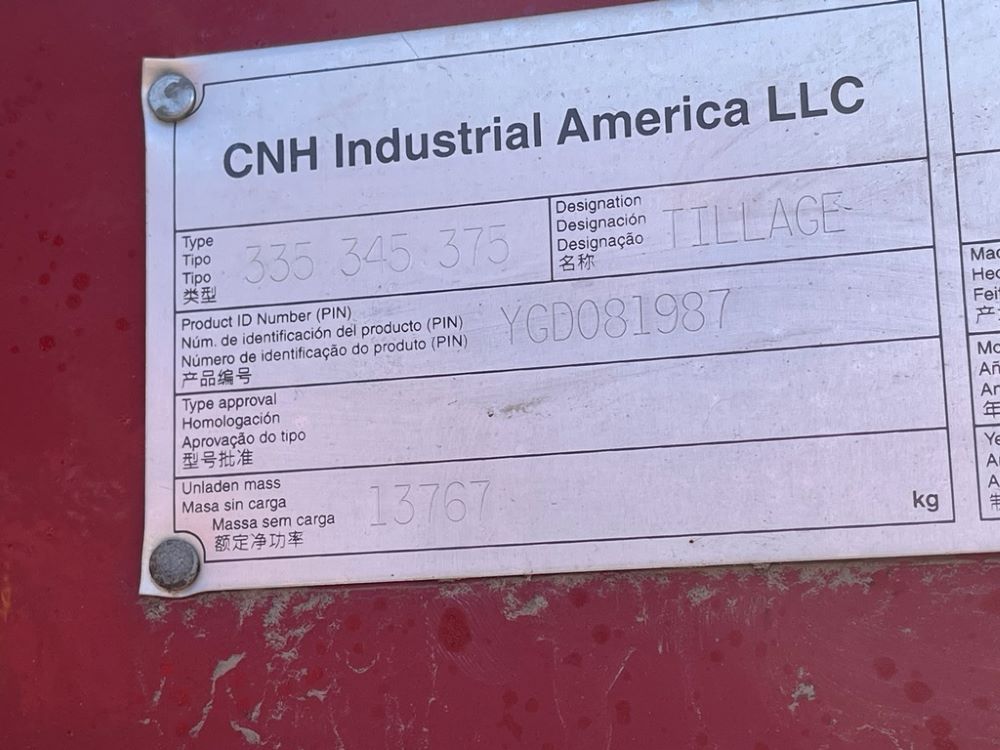 CNH Industrial America LLC
Type
Tipo
Tipo
类型
335 345 375
Designation
Designación
Designação
名称
TILLAGE
Product ID Number (PIN)
Núm. de identificación del producto (PIN)
Número de identificação do produto (PIN)
产品编号
YGD081987
Type approval
Homologación
Aprovação do tipo
型号批准
Unladen mass
Masa sin carga
Massa sem carga
额定净功率
13767
kg